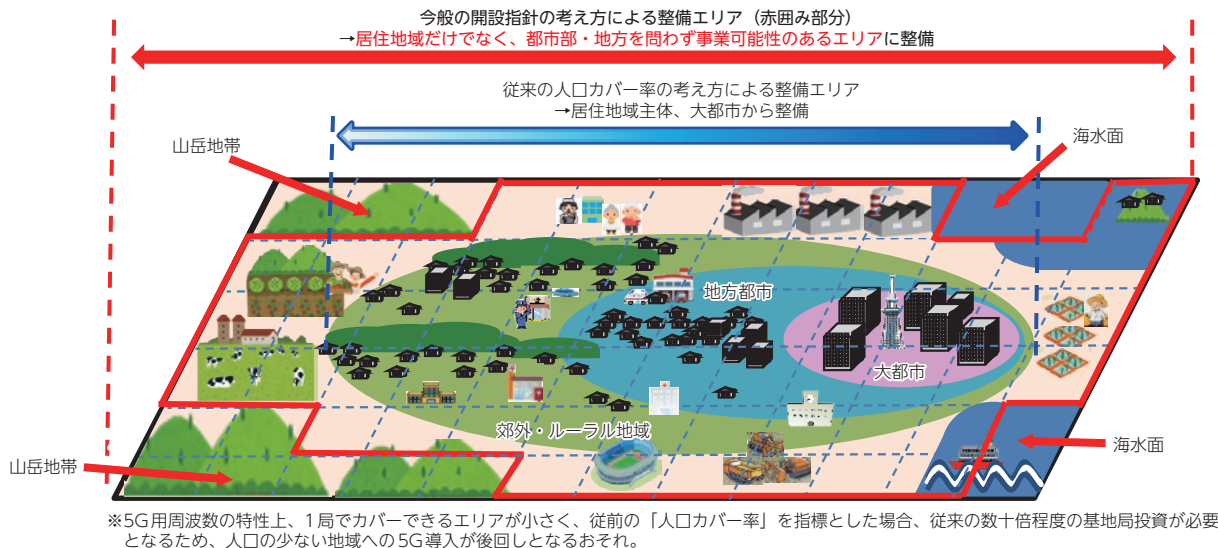 今般の開設指針の考え方による整備エリア（赤囲み部分）
→居住地域だけでなく、都市部・地方を問わず事業可能性のあるエリアに整備
従来の人口カバー率の考え方による整備エリア
→居住地域主体、大都市から整備
山岳地帯
海水面
地方都市
大都市
郊外・ルーラル地域
山岳地帯
海水面
※5G用周波数の特性上、1局でカバーできるエリアが小さく、従前の「人口カバー率」を指標とした場合、従来の数十倍程度の基地局投資が必要
となるため、人口の少ない地域への5G導入が後回しとなるおそれ。